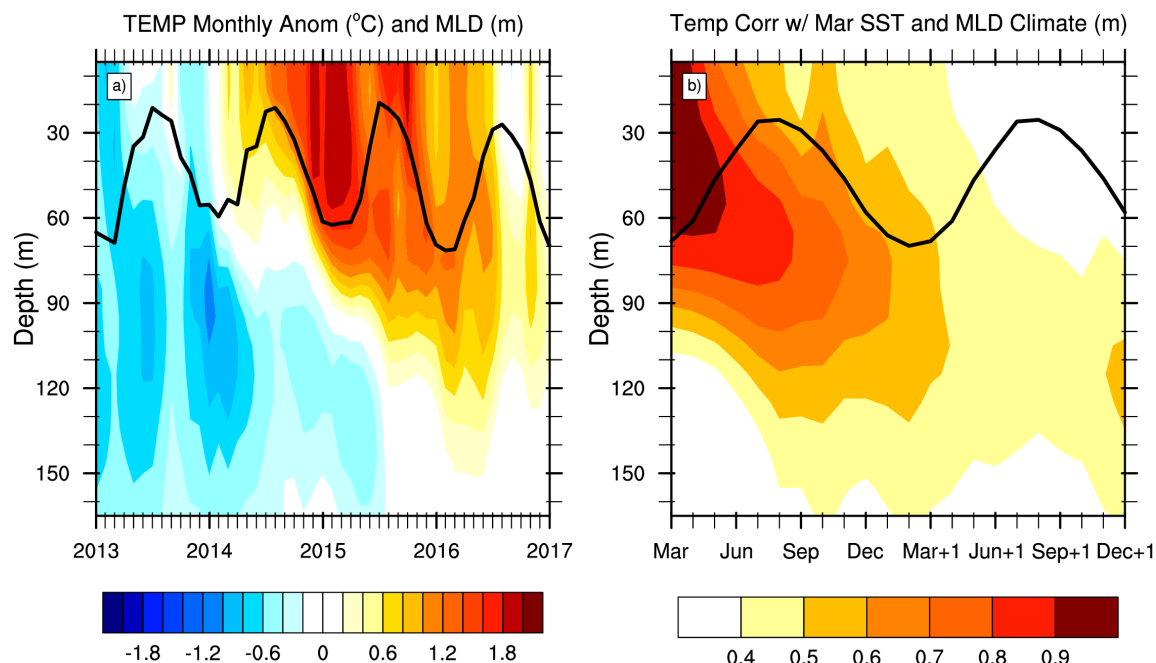 TEMP Monthly Anom (°C) and MLD (m)
a)
Depth (m)
30
60
90
120
150
2013 2014 2015 2016 2017
-1.8 -1.2 -0.6 0 0.6 1.2 1.8
Temp Corr w/ Mar SST and MLD Climate (m)
b)
Depth (m)
30
60
90
120
150
Mar Jun Sep Dec Mar+1 Jun+1 Sep+1 Dec+1
0.4 0.5 0.6 0.7 0.8 0.9